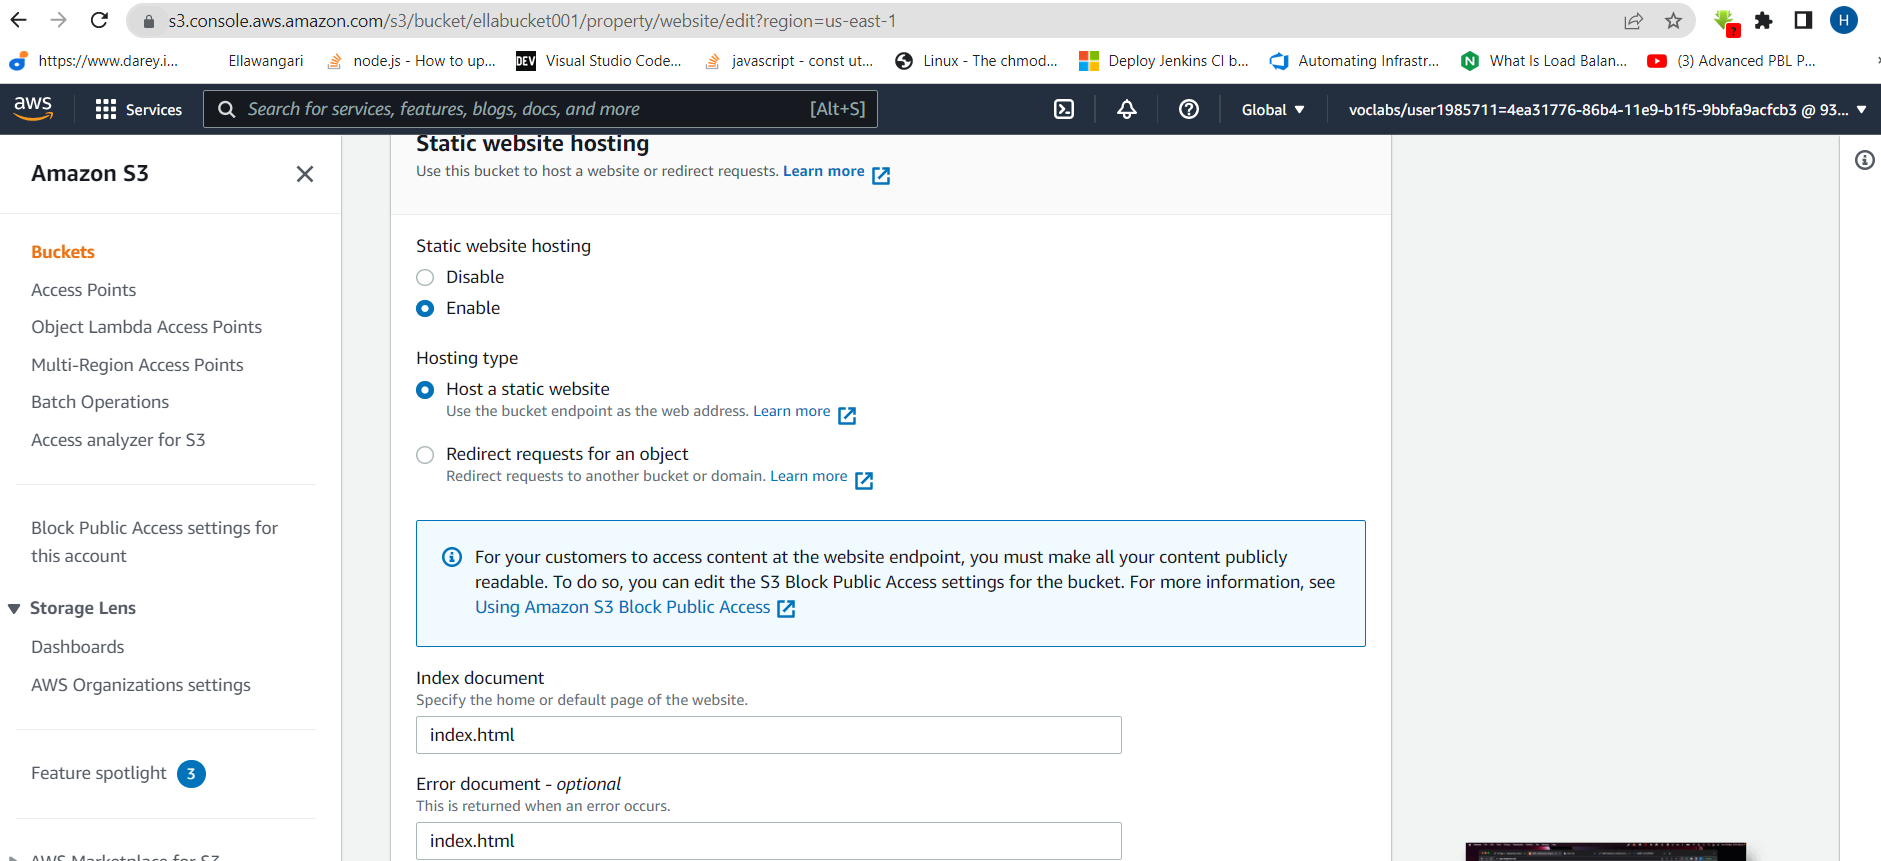 s3.console.aws.amazon.com/s3/bucket/ellabucket001/property/website/edit?region=us-east-1
H
?
https://www.darey.i...
Ellawangari
node.js - How to up...
DEV
Visual Studio Code...
javascript - const ut...
Linux - The chmod...
Deploy Jenkins CI b...
Automating Infrastr...
N
What Is Load Balan...
(3) Advanced PBL P...
aws
Services
Search for services, features, blogs, docs, and more
[Alt+S]
Global
voclabs/user1985711=4ea31776-86b4-11e9-b1f5-9bbfa9acfcb3 @ 93...
Amazon S3
Buckets
Access Points
Object Lambda Access Points
Multi-Region Access Points
Batch Operations
Access analyzer for S3
Block Public Access settings for
this account
Storage Lens
Dashboards
AWS Organizations settings
Feature spotlight 3
AWS Marketplace for S3
Static website hosting
Use this bucket to host a website or redirect requests. Learn more
Static website hosting
Disable
Enable
Hosting type
Host a static website
Use the bucket endpoint as the web address. Learn more
Redirect requests for an object
Redirect requests to another bucket or domain. Learn more
For your customers to access content at the website endpoint, you must make all your content publicly
readable. To do so, you can edit the S3 Block Public Access settings for the bucket. For more information, see
Using Amazon S3 Block Public Access
Index document
Specify the home or default page of the website.
index.html
Error document - optional
This is returned when an error occurs.
index.html